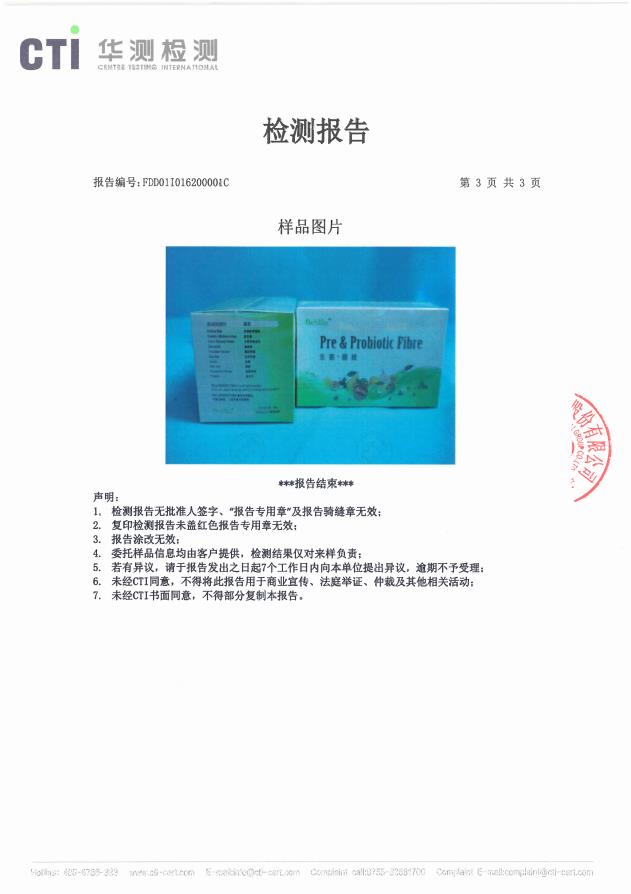 CTI 华测检测
CENTRE TESTING INTERNATIONAL
检测报告
报告编号:
第 3 页 共 3 页
样品图片
Pre & Probiotic Fibre
***报告结束***
声明:
1. 检测报告无批准人签字、“报告专用章”及报告骑缝章无效;
2. 复印检测报告未盖红色报告专用章无效;
3. 报告涂改无效;
4. 委托样品信息均由客户提供,检测结果仅对来样负责;
5. 若有异议,请于报告发出之日起7个工作日内向本单位提出异议,逾期不予受理;
6. 未经CTI同意,不得将此报告用于商业宣传、法庭举证、仲裁及其他相关活动;
7. 未经CTI书面同意,不得部分复制本报告。
股份有限公司
GROUP CO.,LT
Hotline: www.cti-cert.com E-mail:info@cti-cert.com Complaint call: Complaint E-mail:complaint@cti-cert.com